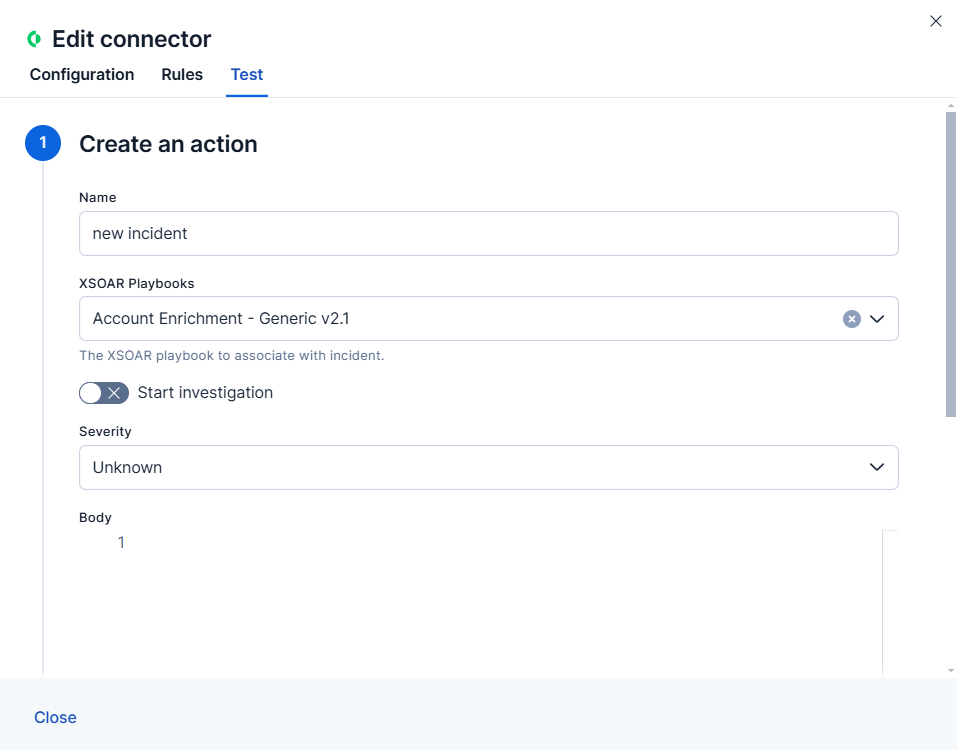 Edit connector
Configuration Rules Test
1 Create an action
Name
new incident
XSOAR Playbooks
Account Enrichment - Generic v2.1
The XSOAR playbook to associate with incident.
Start investigation
Severity
Unknown
Body
1
Close